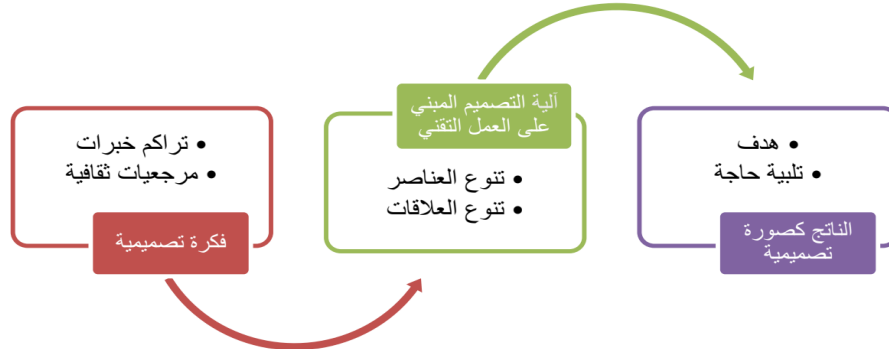 • تراكم خبرات
• مرجعيات ثقافية
فكرة تصميمية
آلية التصميم المبني
على العمل التقني
• تنوع العناصر
• تنوع العلاقات
• هدف
• تلبية حاجة
الناتج كصورة
تصميمية